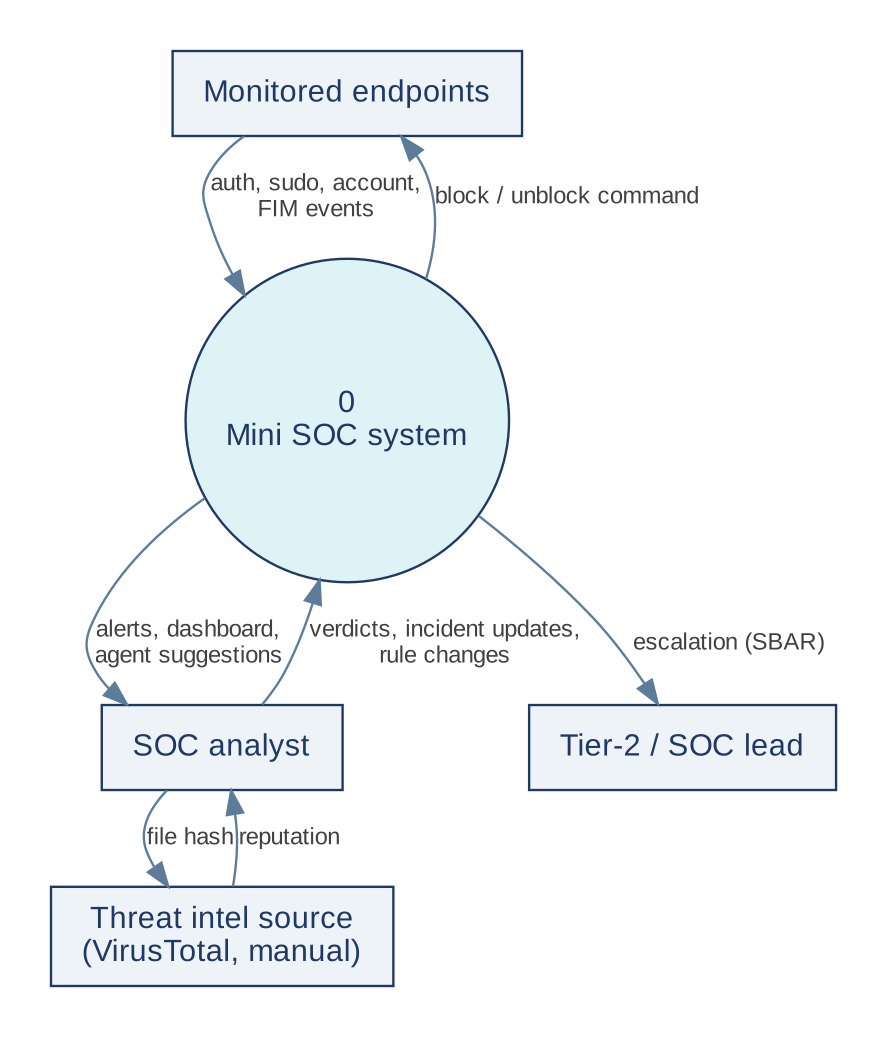 Monitored endpoints
auth, sudo, account,
FIM events
block / unblock command
0
Mini SOC system
alerts, dashboard,
agent suggestions
verdicts, incident updates,
rule changes
escalation (SBAR)
SOC analyst
Tier-2 / SOC lead
file hash
reputation
Threat intel source
(VirusTotal, manual)